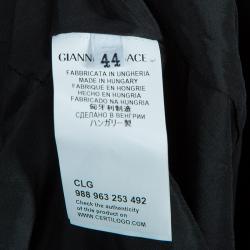 GIANNI
44
FABBRICATA IN UNGHERIA
MADE IN HUNGARY
FABRIQUE EN HONGRIE
HECHO EN HUNGRIA
FABRICADO NA HUNGRIA
匈牙利制造
СДЕЛАНО В ВЕНГРИИ
ハンガリー製
CLG
988 963 253 492
Check the authenticity
of this product on
WWW.CERTILOGO.COM